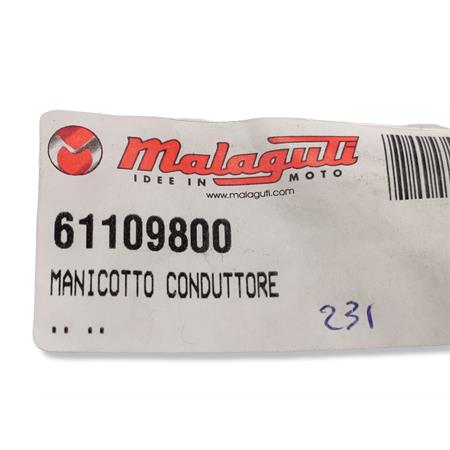 Malaguti
IDEE IN MOTO
www.malaguti.com
61109800
MANICOTTO CONDUTTORE
.. ..
231